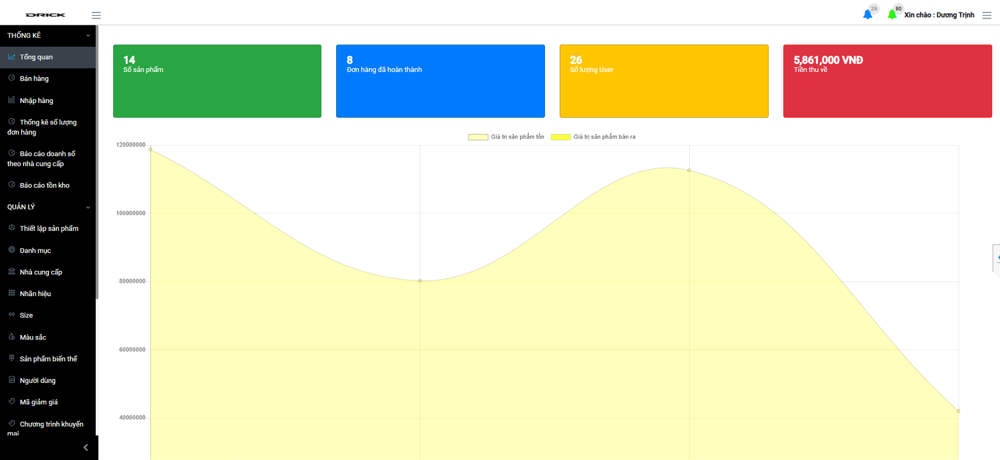 DRICK
29
80
Xin chào : Dương Trịnh
THỐNG KÊ
Tổng quan
Bán hàng
Nhập hàng
Thống kê số lượng
đơn hàng
Báo cáo doanh số
theo nhà cung cấp
Báo cáo tồn kho
QUẢN LÝ
Thiết lập sản phẩm
Danh mục
Nhà cung cấp
Nhãn hiệu
Size
Màu sắc
Sản phẩm biến thể
Người dùng
Mã giảm giá
Chương trình khuyến
mại
14
Số sản phẩm
8
Đơn hàng đã hoàn thành
26
Số lượng User
5,861,000 VNĐ
Tiền thu về
Giá trị sản phẩm tồn
Giá trị sản phẩm bán ra
120000000
100000000
80000000
60000000
40000000